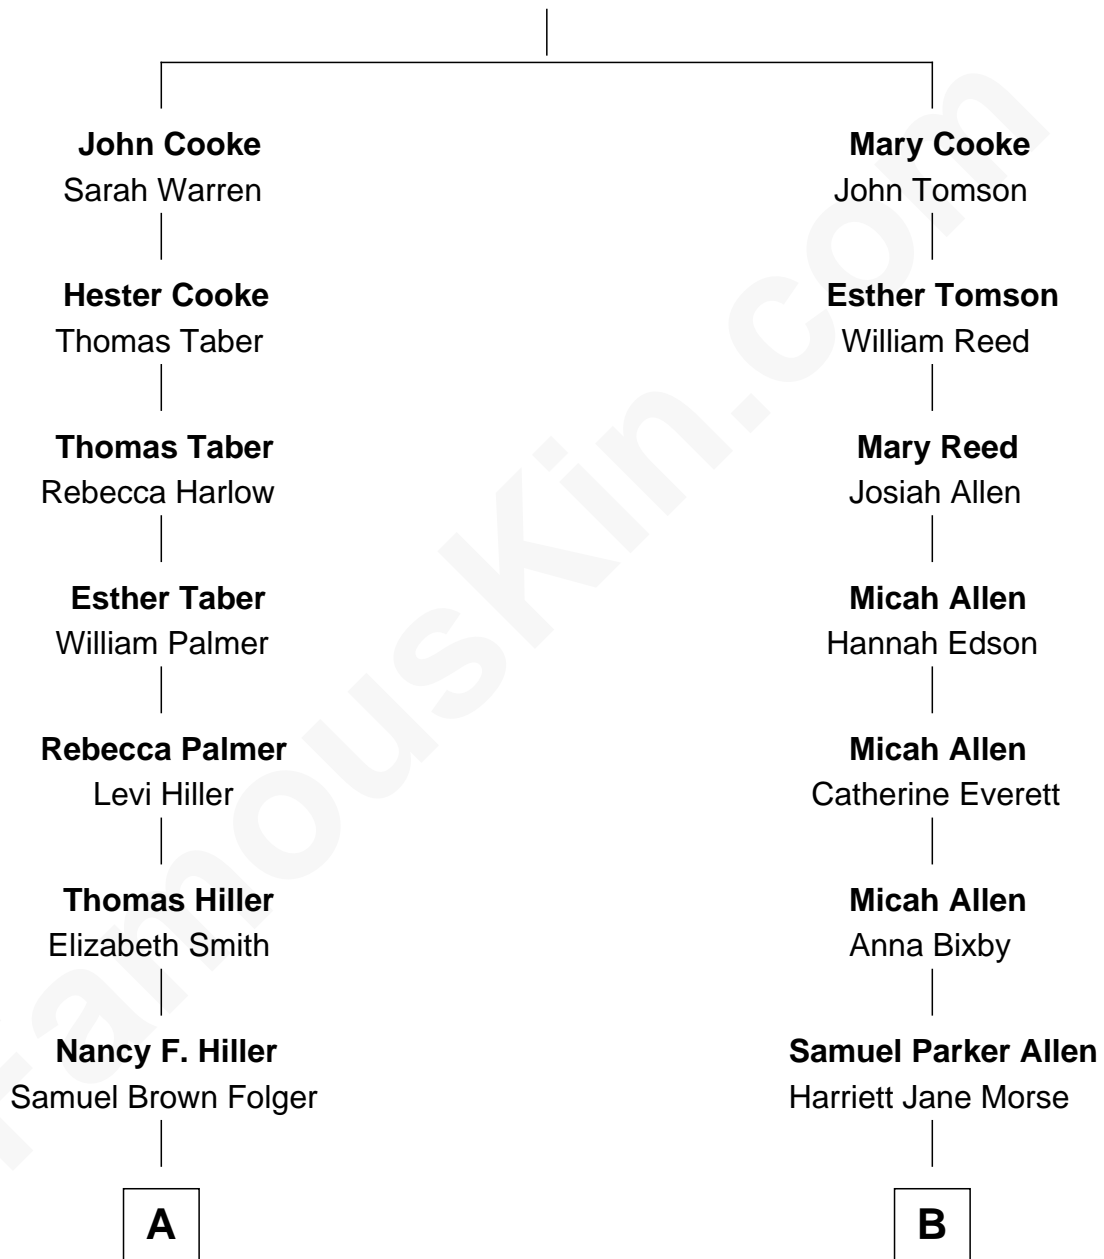 John Cooke
Sarah Warren
Mary Cooke
John Tomson
Hester Cooke
Thomas Taber
Esther Tomson
William Reed
Thomas Taber
Rebecca Harlow
Mary Reed
Josiah Allen
Esther Taber
William Palmer
Micah Allen
Hannah Edson
Rebecca Palmer
Levi Hiller
Micah Allen
Catherine Everett
Thomas Hiller
Elizabeth Smith
Micah Allen
Anna Bixby
Nancy F. Hiller
Samuel Brown Folger
Samuel Parker Allen
Harriett Jane Morse
A
B
FamousKin.com